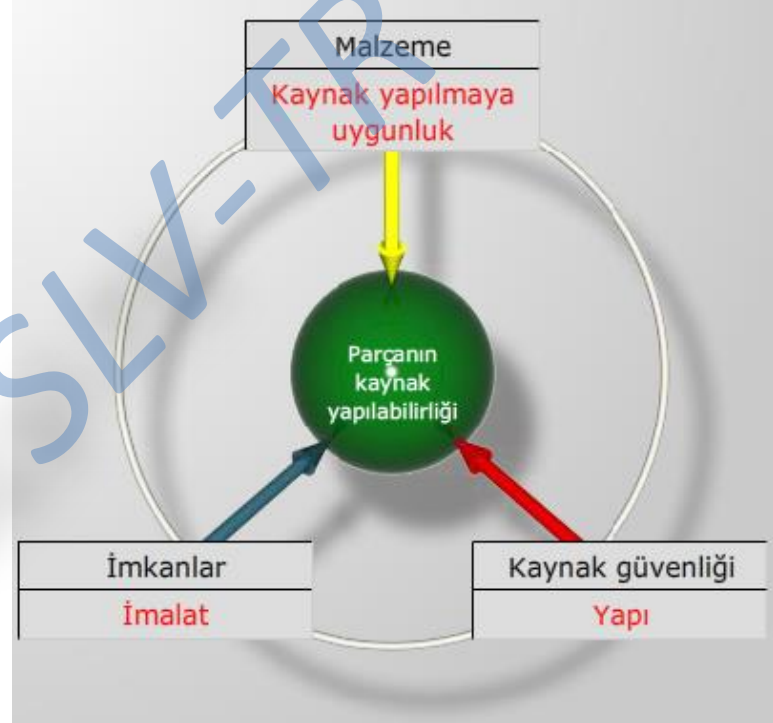 Malzeme
Kaynak yapılmaya
uygunluk
Parçanın
kaynak
yapılabilirliği
İmkanlar
İmalat
Kaynak güvenliği
Yapı
SLV-TR